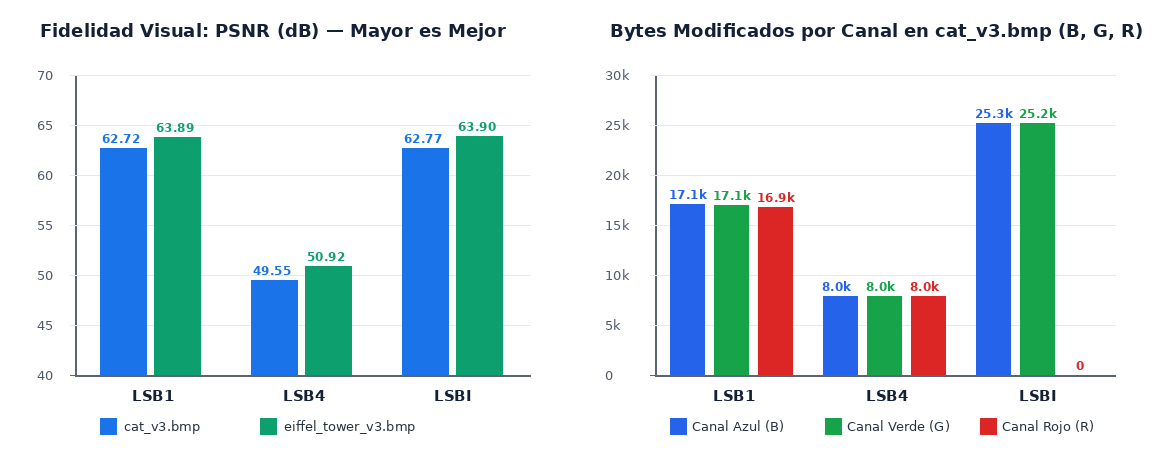 Fidelidad Visual: PSNR (dB) — Mayor es Mejor
70
65
60
55
50
45
40
62.72
63.89
49.55
50.92
62.77
63.90
LSB1
LSB4
LSBI
cat_v3.bmp
eiffel_tower_v3.bmp
Bytes Modificados por Canal en cat_v3.bmp (B, G, R)
30k
25k
20k
15k
10k
5k
0
17.1k
17.1k
16.9k
8.0k
8.0k
8.0k
25.3k
25.2k
0
LSB1
LSB4
LSBI
Canal Azul (B)
Canal Verde (G)
Canal Rojo (R)